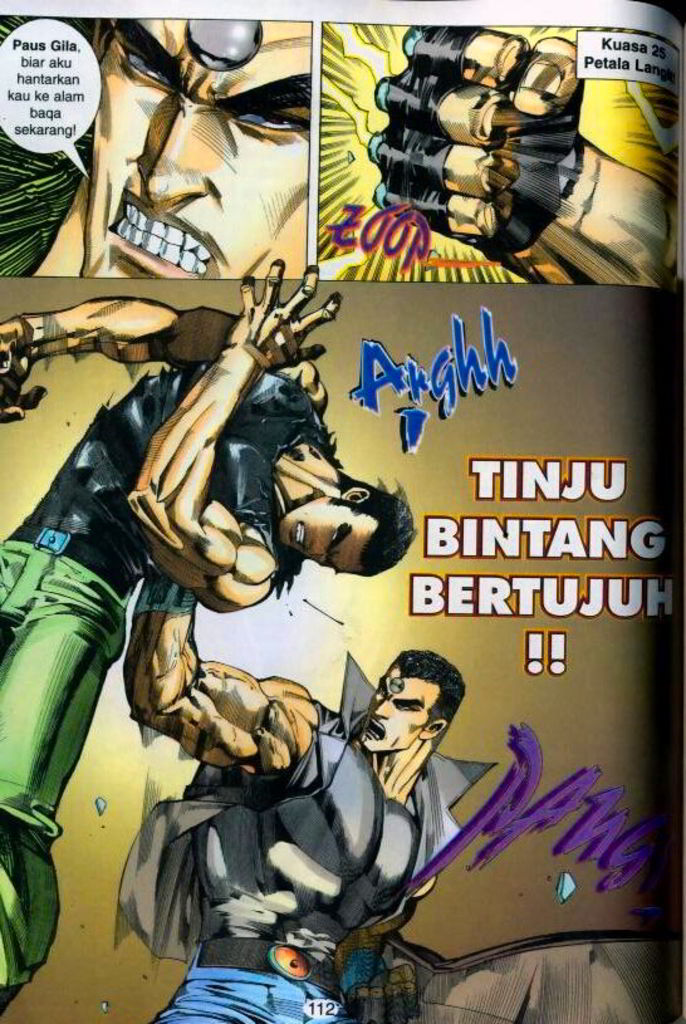 Paus Gila,
biar aku
hantarkan
kau ke alam
baqa
sekarang!
Kuasa 25
Petala Langit!
ZOOP
Arghh
!
TINJU
BINTANG
BERTUJUH
!!
PANGG
112